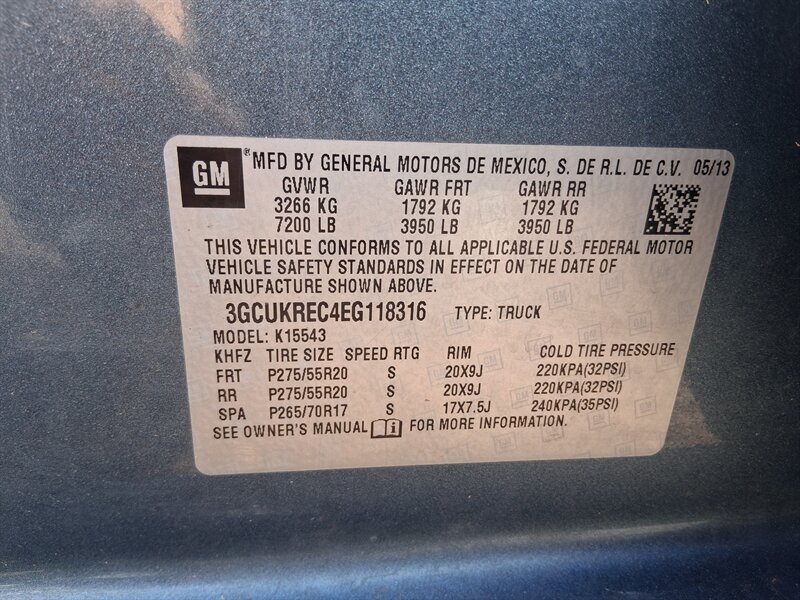 GM® MFD BY GENERAL MOTORS DE MEXICO, S. DE R.L. DE C.V. 05/13
GVWR GAWR FRT GAWR RR
3266 KG 1792 KG 1792 KG
7200 LB 3950 LB 3950 LB
THIS VEHICLE CONFORMS TO ALL APPLICABLE U.S. FEDERAL MOTOR
VEHICLE SAFETY STANDARDS IN EFFECT ON THE DATE OF
MANUFACTURE SHOWN ABOVE.
3GCUKREC4EG118316 TYPE: TRUCK
MODEL: K15543
KHFZ TIRE SIZE SPEED RTG RIM COLD TIRE PRESSURE
FRT P275/55R20 S 20X9J 220KPA(32PSI)
RR P275/55R20 S 20X9J 220KPA(32PSI)
SPA P265/70R17 S 17X7.5J 240KPA(35PSI)
SEE OWNER'S MANUAL i FOR MORE INFORMATION.